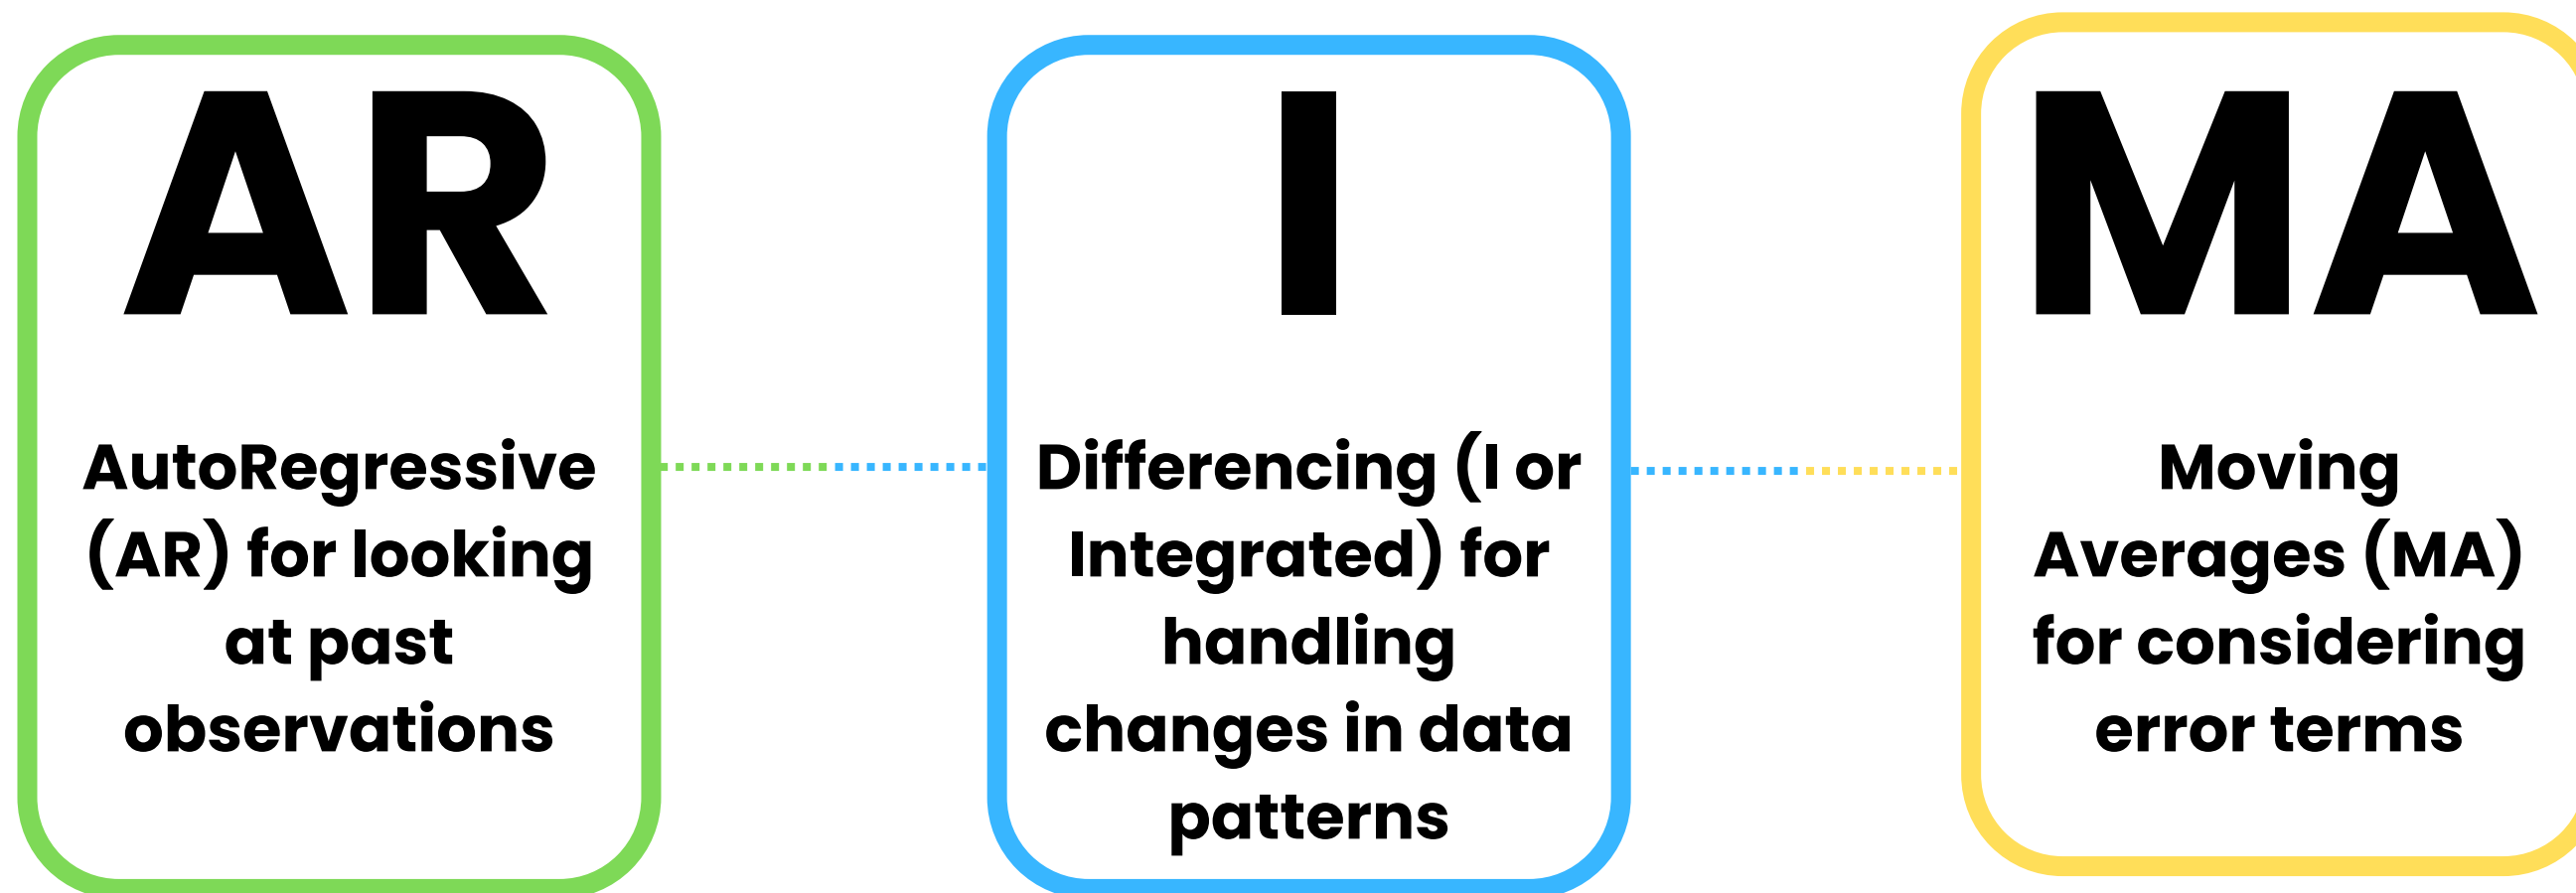 AR
AutoRegressive
(AR) for looking
at past
observations
I
Differencing (I or
Integrated) for
handling
changes in data
patterns
MA
Moving
Averages (MA)
for considering
error terms